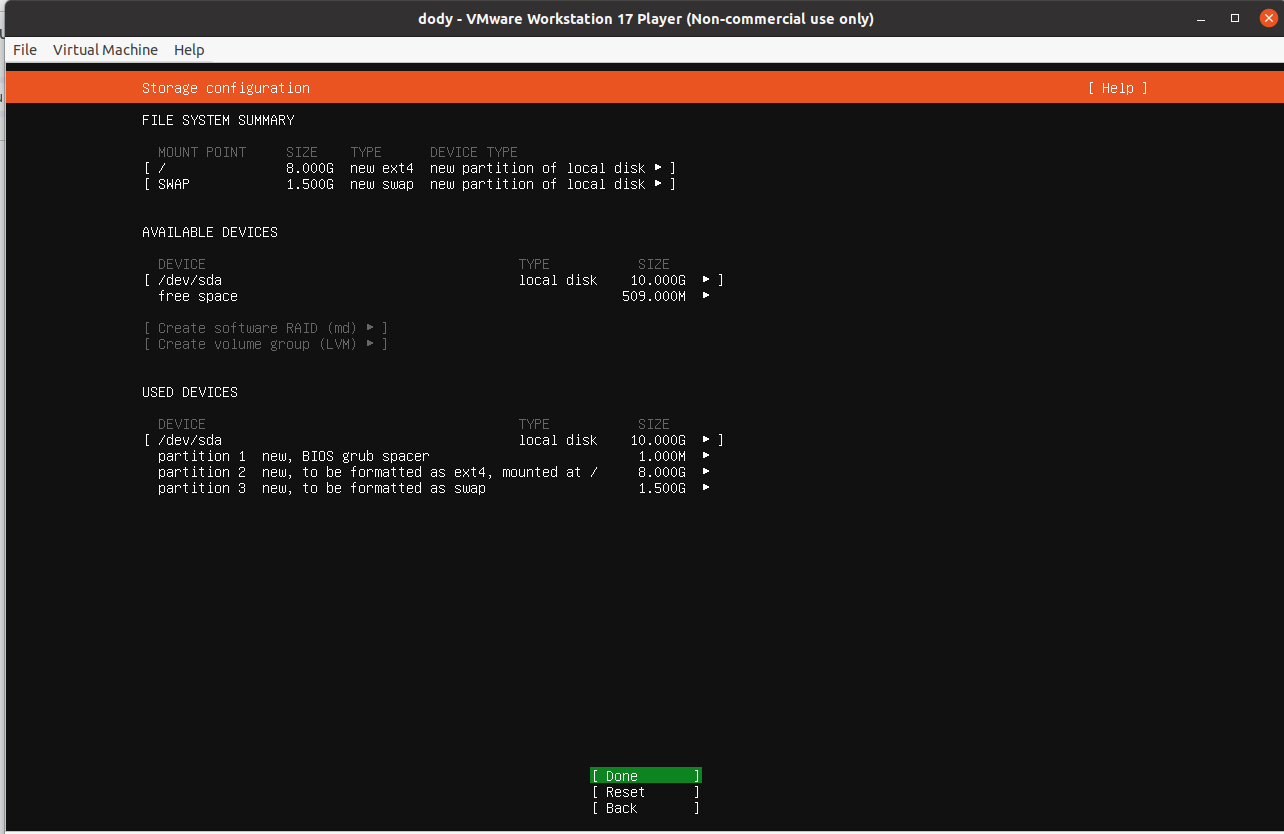 dody - VMware Workstation 17 Player (Non-commercial use only)
File Virtual Machine Help
Storage configuration [ Help ]
FILE SYSTEM SUMMARY
MOUNT POINT SIZE TYPE DEVICE TYPE
[ / 8.000G new ext4 new partition of local disk ▸ ]
[ SWAP 1.500G new swap new partition of local disk ▸ ]
AVAILABLE DEVICES
DEVICE TYPE SIZE
[ /dev/sda local disk 10.000G ▸ ]
free space 509.000M ▸
[ Create software RAID (md) ▸ ]
[ Create volume group (LVM) ▸ ]
USED DEVICES
DEVICE TYPE SIZE
[ /dev/sda local disk 10.000G ▸ ]
partition 1 new, BIOS grub spacer 1.000M ▸
partition 2 new, to be formatted as ext4, mounted at / 8.000G ▸
partition 3 new, to be formatted as swap 1.500G ▸
[ Done ]
[ Reset ]
[ Back ]